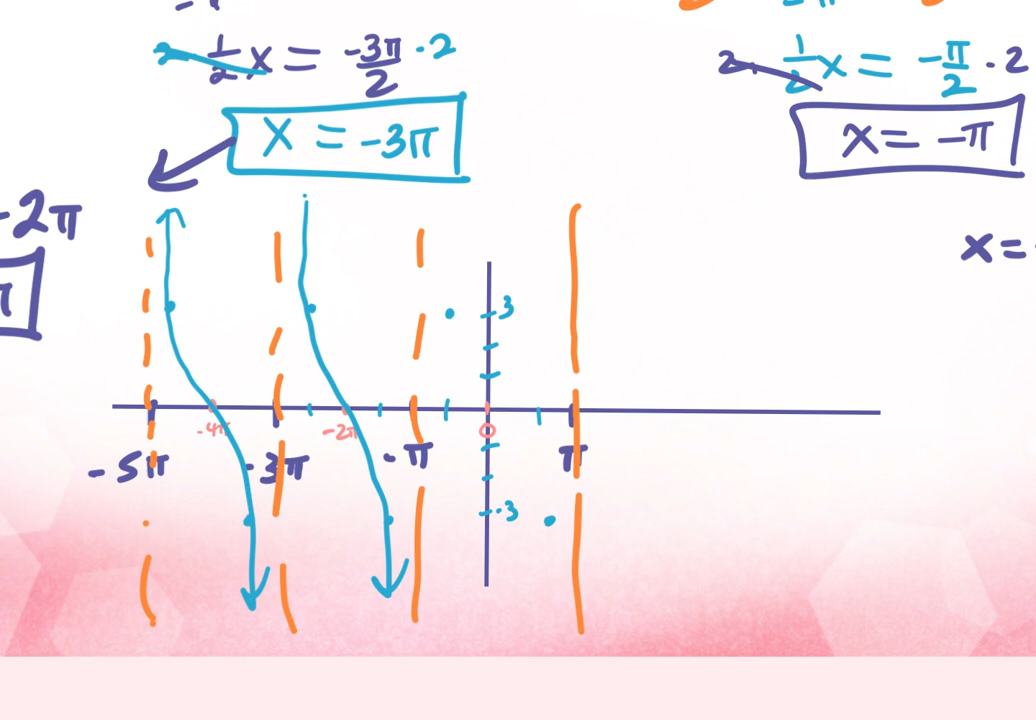 1/2 x = -3π/2 · 2
2 · 1/2 x = -π/2 · 2
x = -3π
x = -π
-2π
π
x =
3
-4π
-2π
0
-5π
-3π
-π
π
-3